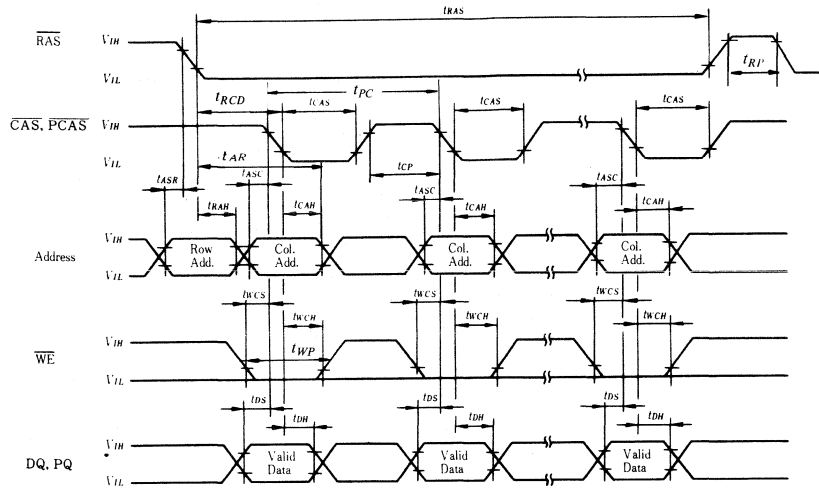 tRAS
RAS
VIH
VIL
tRP
tRCD
tPC
tCAS
tCAS
tCAS
CAS, PCAS
VIH
VIL
tAR
tCP
tASR
tASC
tASC
tASC
tRAH
tCAH
tCAH
tCAH
Address
VIH
VIL
Row
Add.
Col.
Add.
Col.
Add.
Col.
Add.
tWCS
tWCS
tWCS
tWCH
tWCH
tWCH
WE
VIH
VIL
tWP
tDS
tDS
tDS
tDH
tDH
tDH
DQ, PQ
VIH
VIL
Valid
Data
Valid
Data
Valid
Data